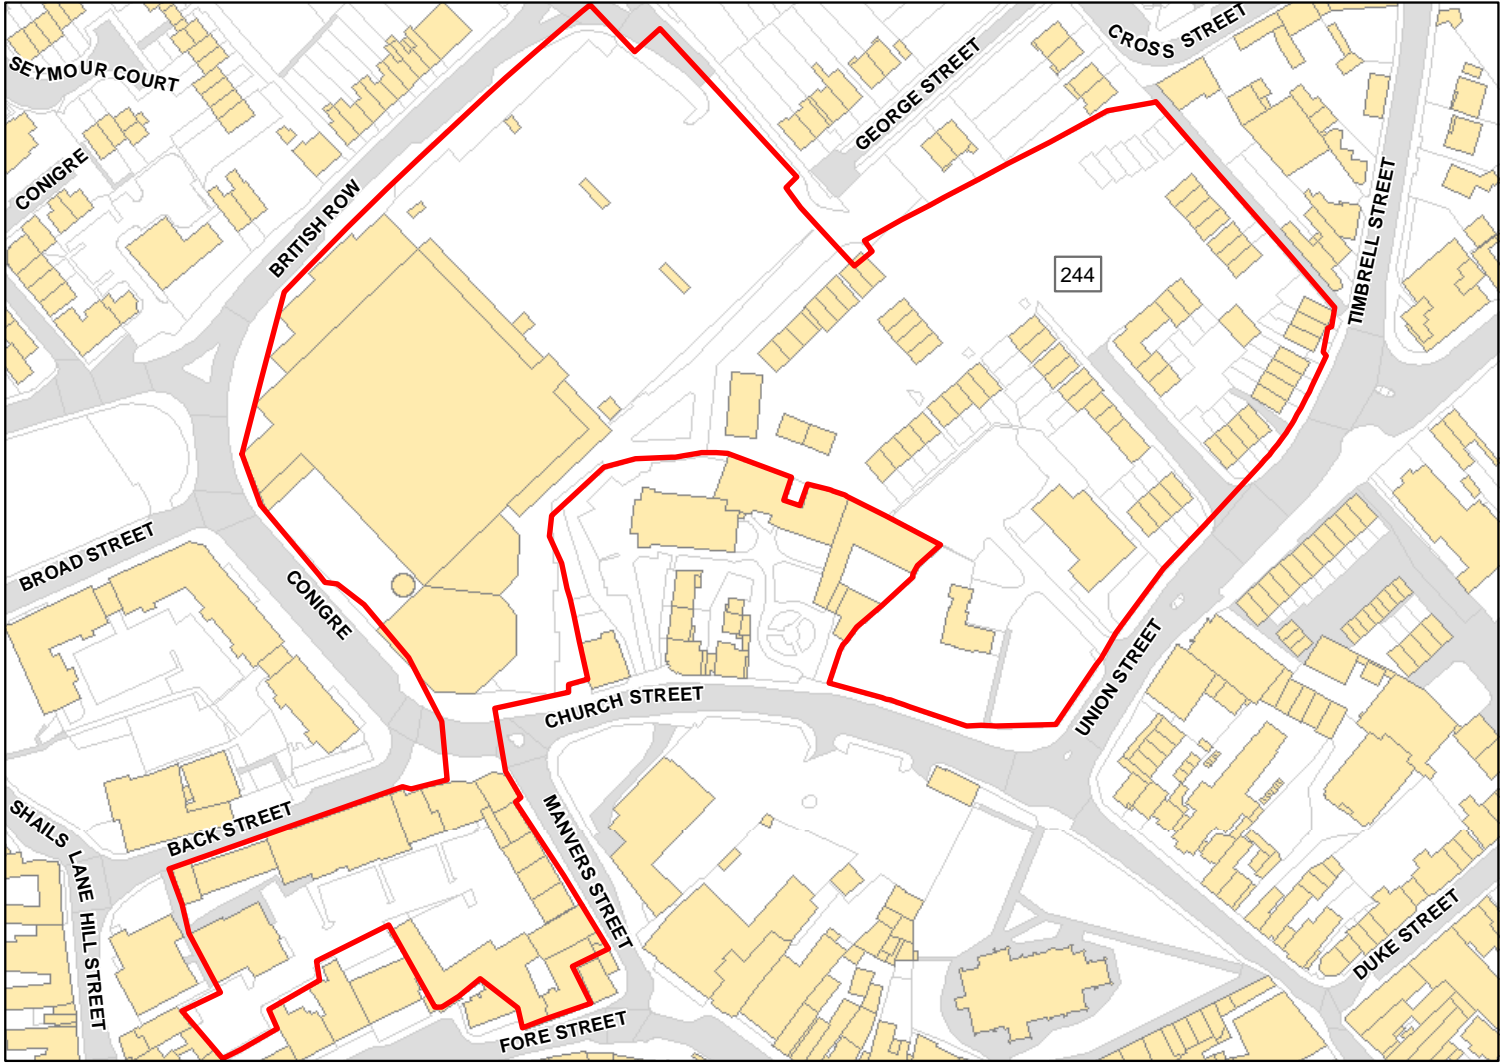 CROSS STREET
SEYMOUR COURT
GEORGE STREET
CONIGRE
BRITISH ROW
TIMBRELL STREET
244
BROAD STREET
CONIGRE
UNION STREET
CHURCH STREET
MANVERS STREET
BACK STREET
SHAILS LANE
HILL STREET
DUKE STREET
FORE STREET